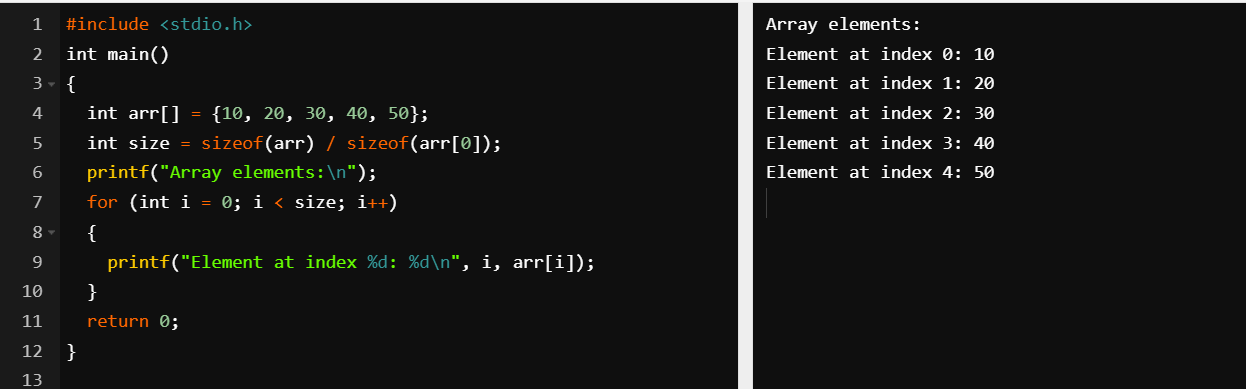 1 #include <stdio.h>
2 int main()
3 {
4   int arr[] = {10, 20, 30, 40, 50};
5   int size = sizeof(arr) / sizeof(arr[0]);
6   printf("Array elements:\n");
7   for (int i = 0; i < size; i++)
8   {
9     printf("Element at index %d: %d\n", i, arr[i]);
10   }
11   return 0;
12 }
13
Array elements:
Element at index 0: 10
Element at index 1: 20
Element at index 2: 30
Element at index 3: 40
Element at index 4: 50